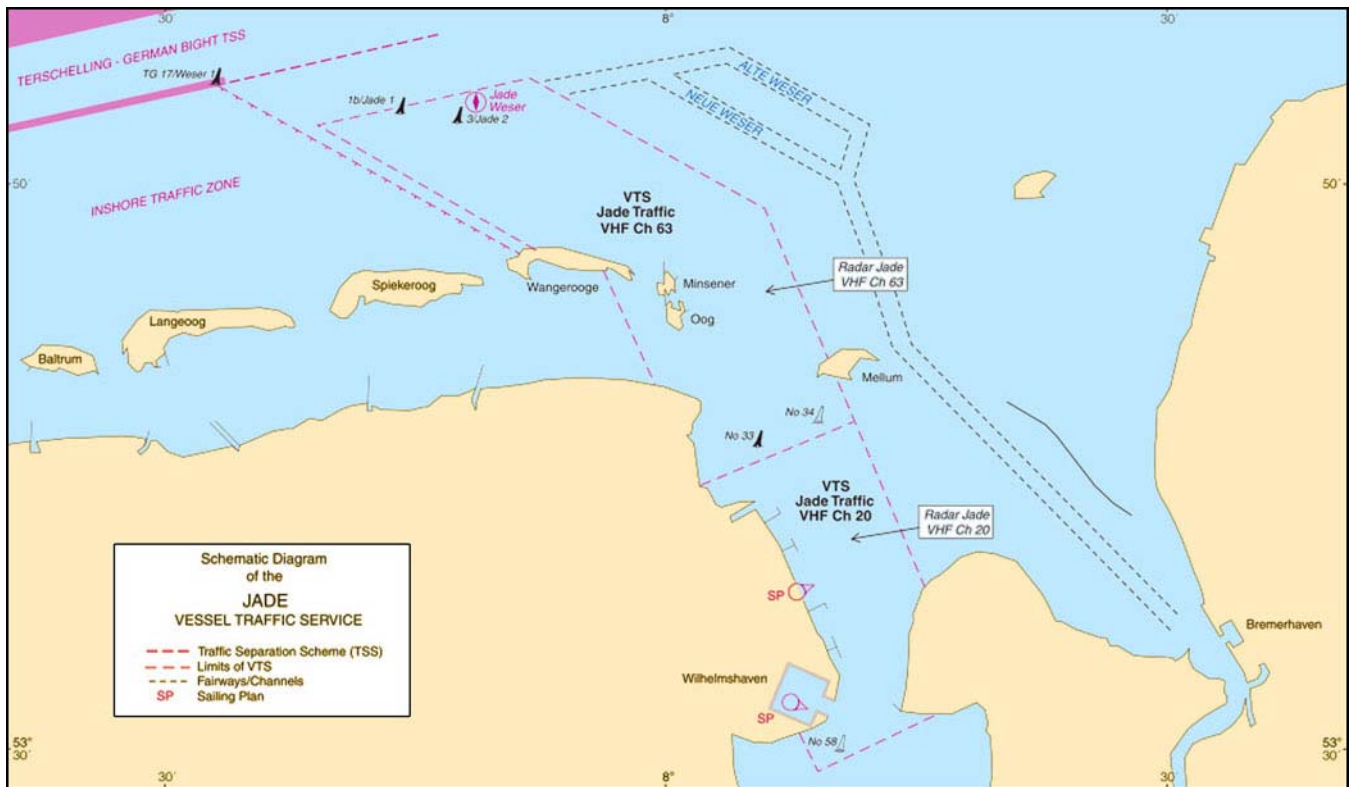 30´
8°
30´
TERSCHELLING - GERMAN BIGHT TSS
TG 17/Weser 1
1b/Jade 1
Jade
Weser
3/Jade 2
ALTE WESER
NEUE WESER
50´
50´
INSHORE TRAFFIC ZONE
VTS
Jade Traffic
VHF Ch 63
Radar Jade
VHF Ch 63
Wangerooge
Minsener
Oog
Spiekeroog
Langeoog
Baltrum
Mellum
No 34
No 33
VTS
Jade Traffic
VHF Ch 20
Radar Jade
VHF Ch 20
Schematic Diagram
of the
JADE
VESSEL TRAFFIC SERVICE
Traffic Separation Scheme (TSS)
Limits of VTS
Fairways/Channels
SP Sailing Plan
SP
Bremerhaven
Wilhelmshaven
SP
No 58
53°
30´
53°
30´
30´
8°
30´